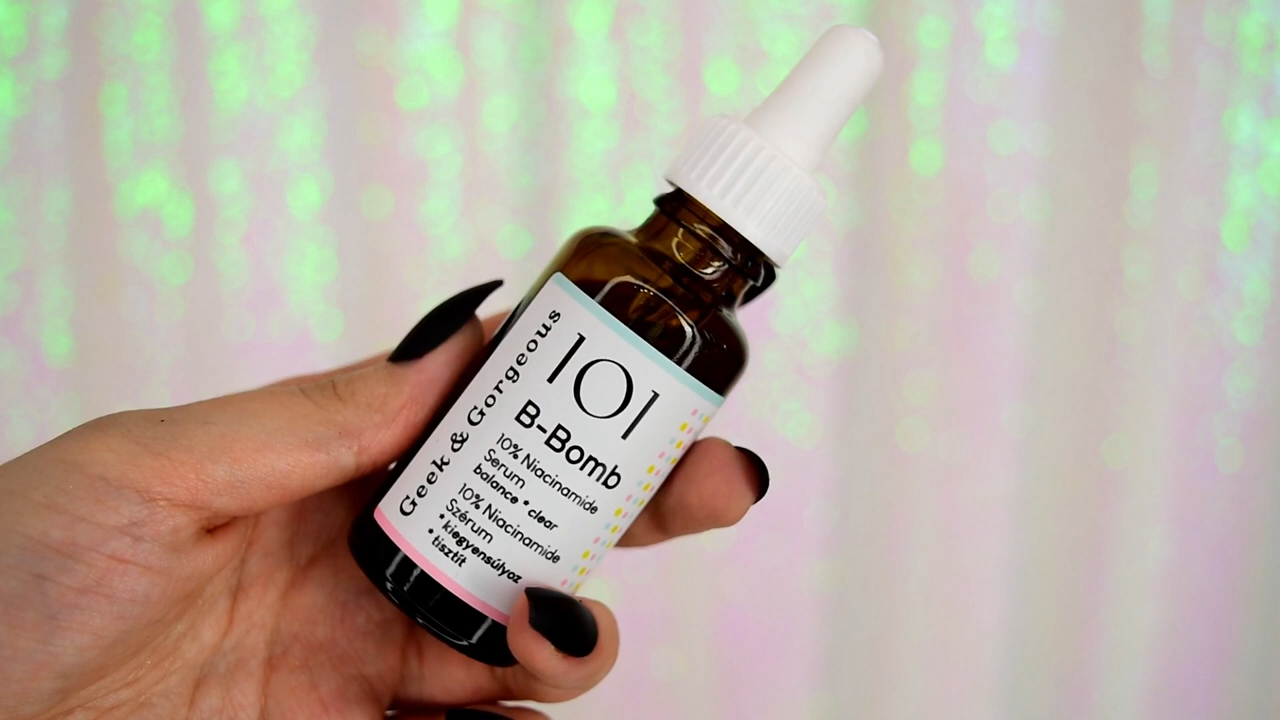 Geek & Gorgeous
101
B-Bomb
10% Niacinamide
Serum
balance * clear
10% Niacinamide
Szérum
* kiegyensúlyoz
* tisztít